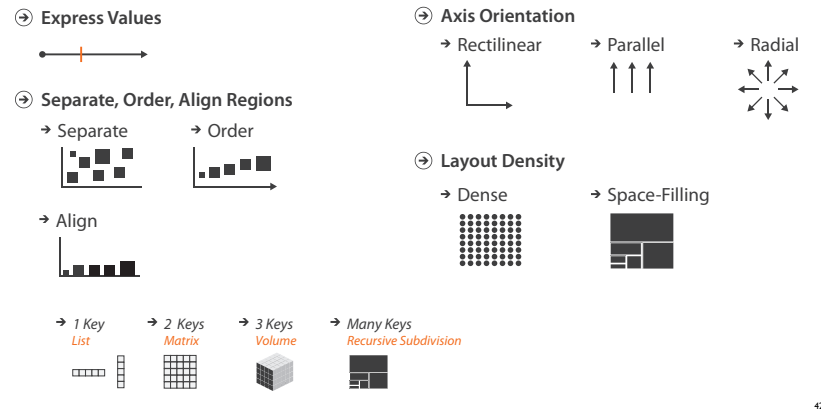 Express Values
Separate, Order, Align Regions
Separate
Order
Align
1 Key
List
2 Keys
Matrix
3 Keys
Volume
Many Keys
Recursive Subdivision
Axis Orientation
Rectilinear
Parallel
Radial
Layout Density
Dense
Space-Filling